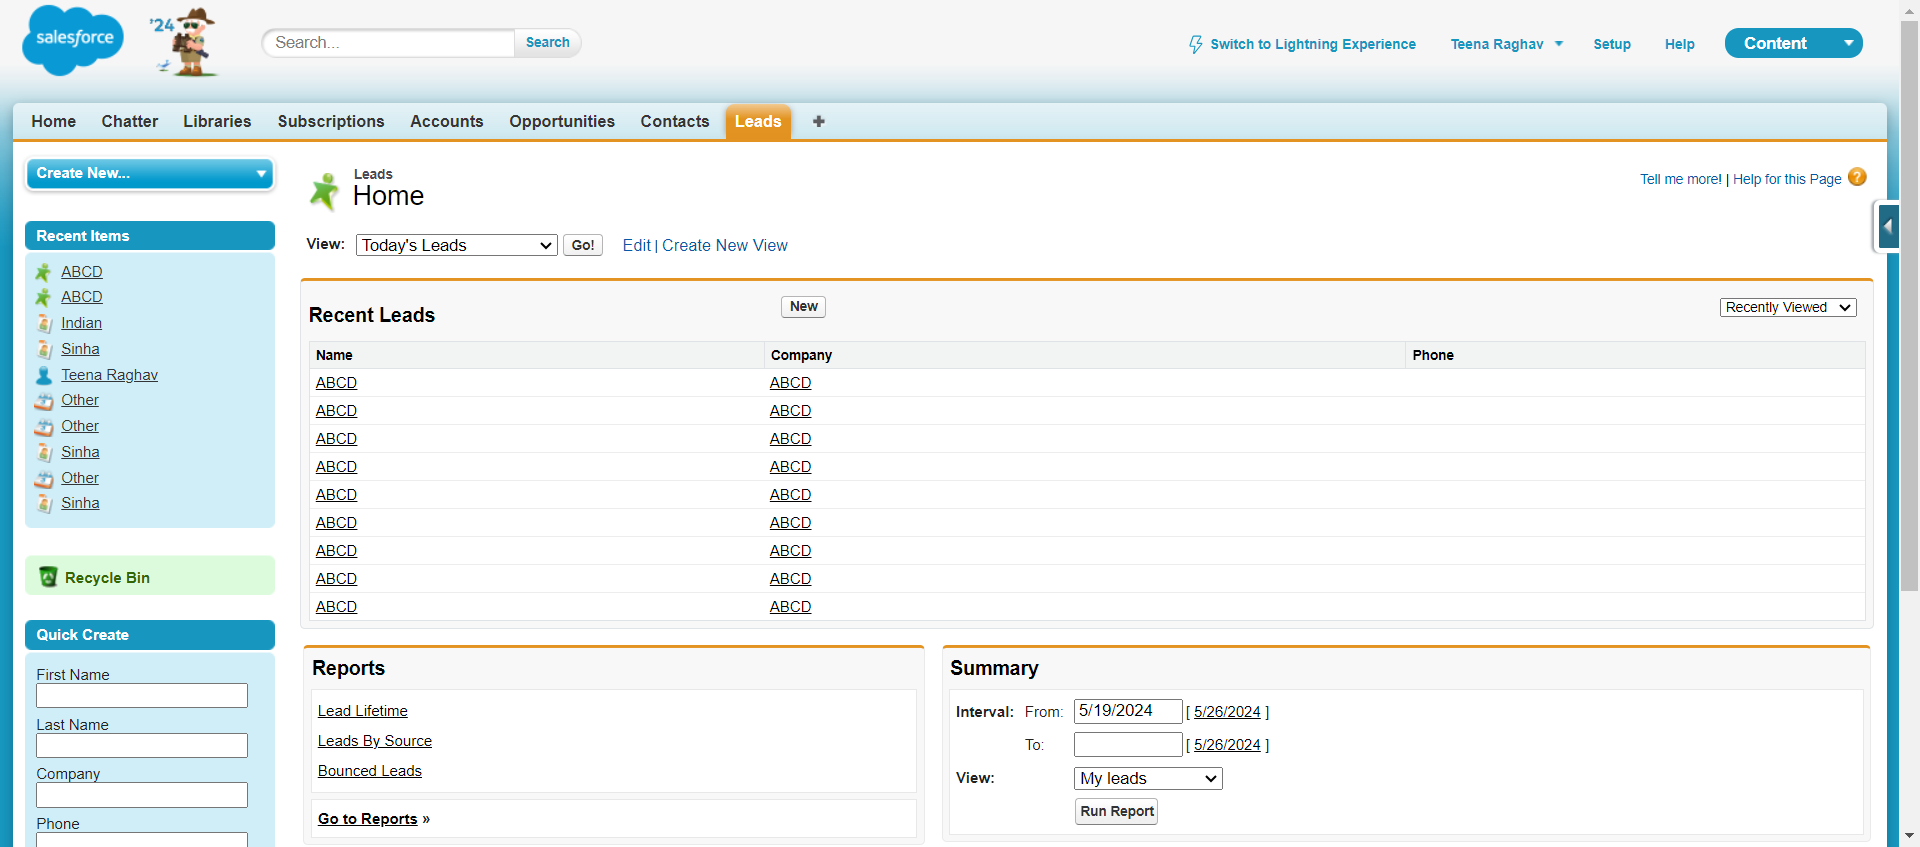 salesforce
'24
Search...
Search
Switch to Lightning Experience
Teena Raghav
Setup
Help
Content
Home
Chatter
Libraries
Subscriptions
Accounts
Opportunities
Contacts
Leads
+
Create New...
Recent Items
ABCD
ABCD
Indian
Sinha
Teena Raghav
Other
Other
Sinha
Other
Sinha
Recycle Bin
Quick Create
First Name
Last Name
Company
Phone
Leads
Home
Tell me more! | Help for this Page ?
View: Today's Leads Go! Edit | Create New View
Recent Leads New Recently Viewed
Name Company Phone
ABCD ABCD
ABCD ABCD
ABCD ABCD
ABCD ABCD
ABCD ABCD
ABCD ABCD
ABCD ABCD
ABCD ABCD
ABCD ABCD
Reports
Lead Lifetime
Leads By Source
Bounced Leads
Go to Reports »
Summary
Interval: From: 5/19/2024 [ 5/26/2024 ]
To: [ 5/26/2024 ]
View: My leads
Run Report